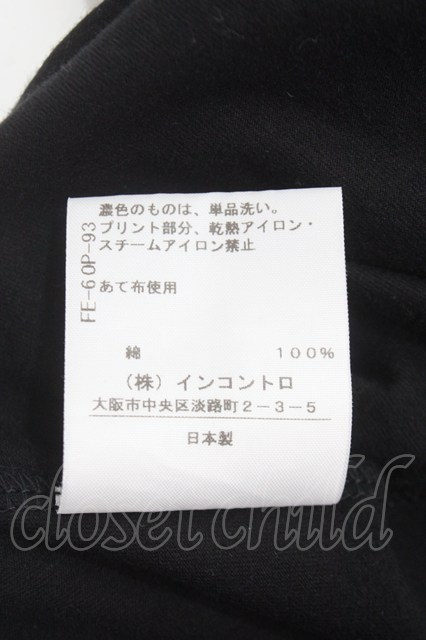 濃色のものは、単品洗い。
プリント部分、乾熱アイロン・
スチームアイロン禁止
あて布使用
FE-60P-93
綿 100%
(株)インコントロ
大阪市中央区淡路町2-3-5
日本製
closet child